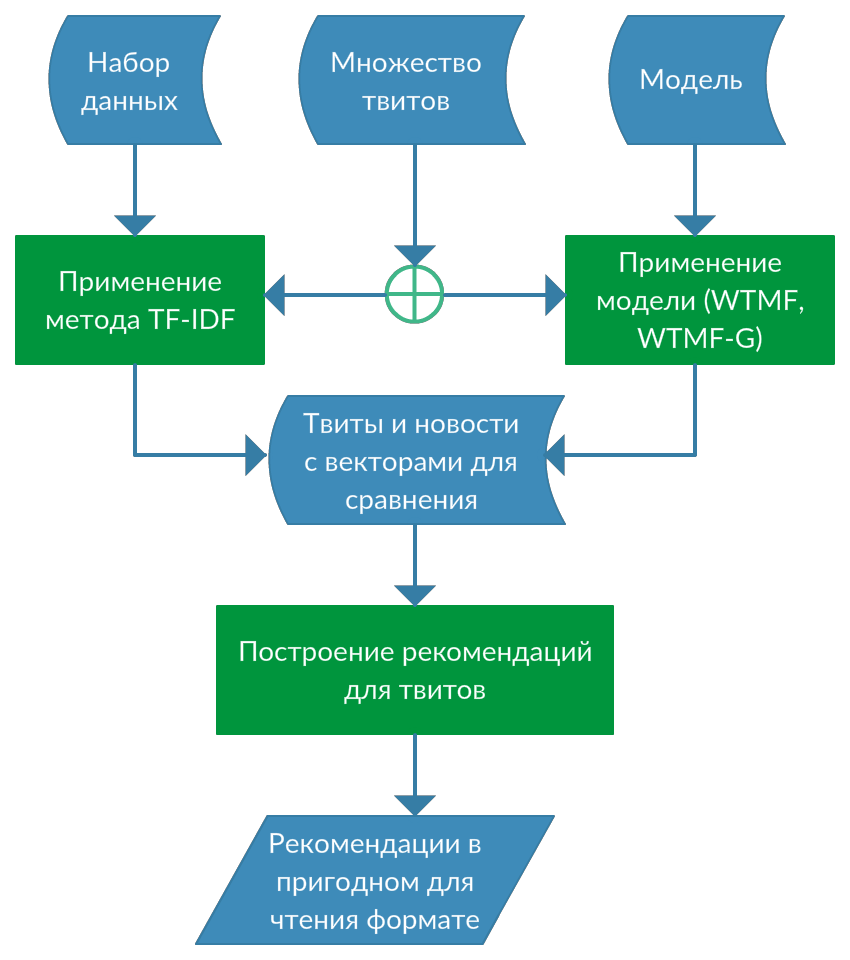 Набор
данных
Множество
твитов
Модель
Применение
метода TF-IDF
Применение
модели (WTMF,
WTMF-G)
Твиты и новости
с векторами для
сравнения
Построение рекомендаций
для твитов
Рекомендации в
пригодном для
чтения формате